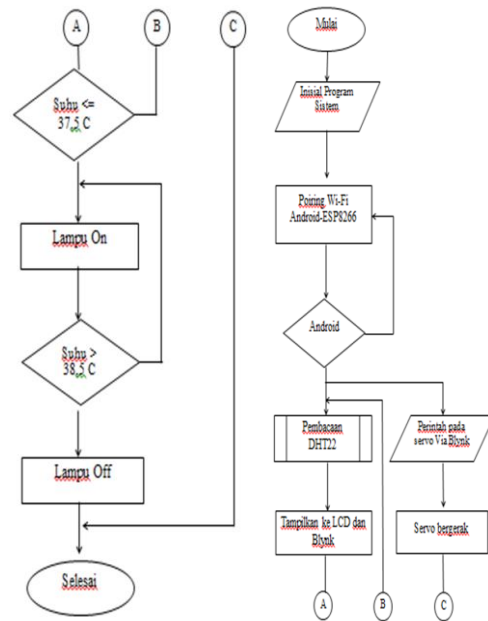 A
B
C
Suhu <=
37,5 C
Lampu On
Suhu >
38,5 C
Lampu Off
Selesai
Mulai
Inisial Program
Sistem
Poiring Wi-Fi
Android-ESP8266
Android
Pembacaan
DHT22
Perintah pada
servo Via Blynk
Tampilkan ke LCD dan
Blynk
Servo bergerak
A
B
C